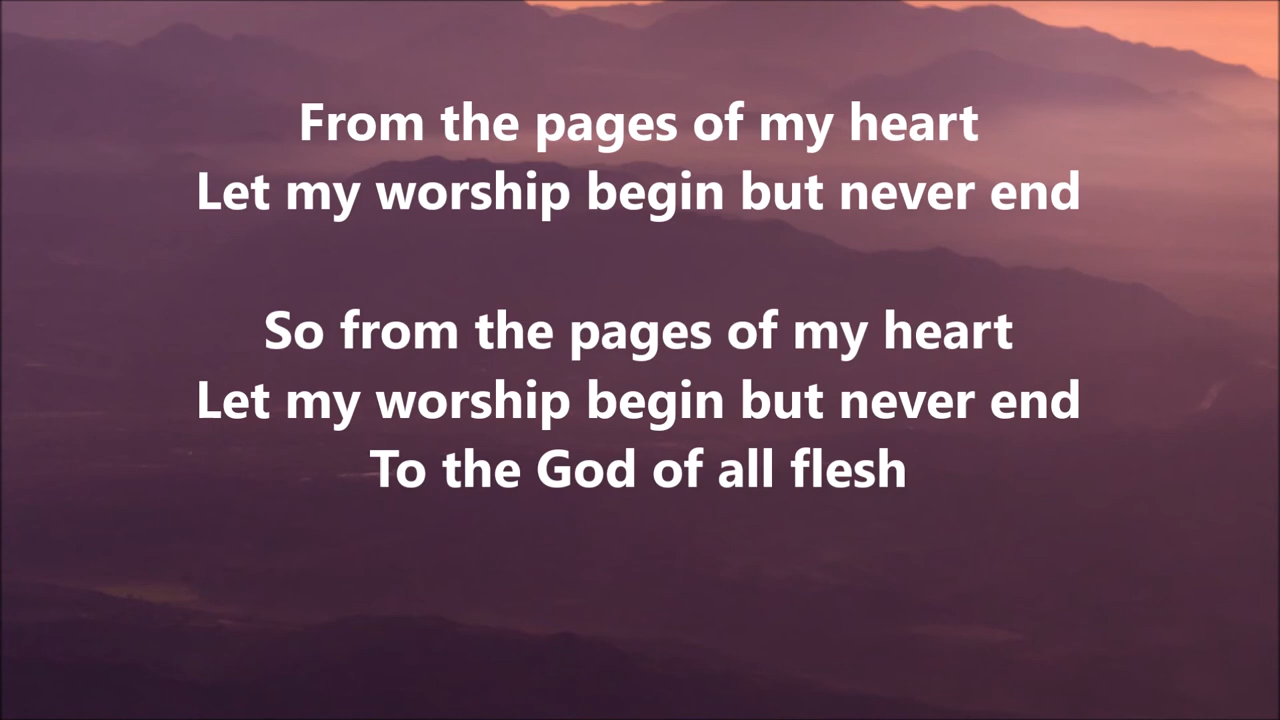 From the pages of my heart
Let my worship begin but never end
So from the pages of my heart
Let my worship begin but never end
To the God of all flesh